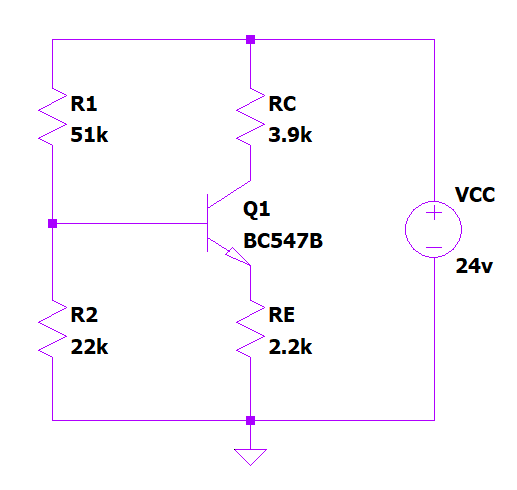 R1
51k
RC
3.9k
Q1
BC547B
VCC
24v
R2
22k
RE
2.2k